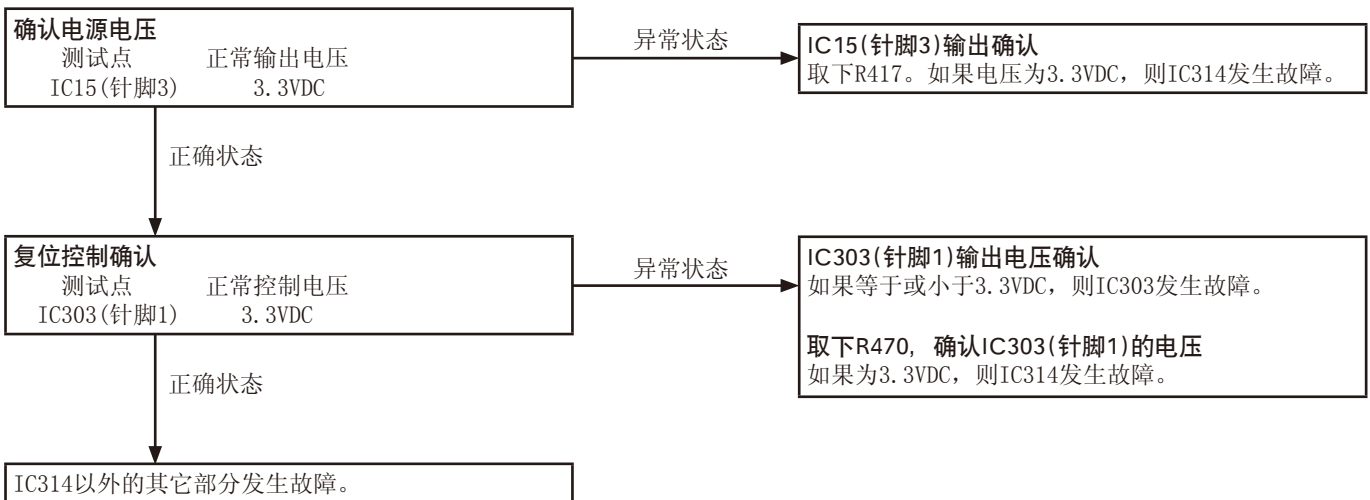 确认电源电压
测试点 正常输出电压
IC15(针脚3) 3.3VDC
异常状态
IC15(针脚3)输出确认
取下R417。如果电压为3.3VDC，则IC314发生故障。
正确状态
复位控制确认
测试点 正常控制电压
IC303(针脚1) 3.3VDC
异常状态
IC303(针脚1)输出电压确认
如果等于或小于3.3VDC，则IC303发生故障。
取下R470，确认IC303(针脚1)的电压
如果为3.3VDC，则IC314发生故障。
正确状态
IC314以外的其它部分发生故障。